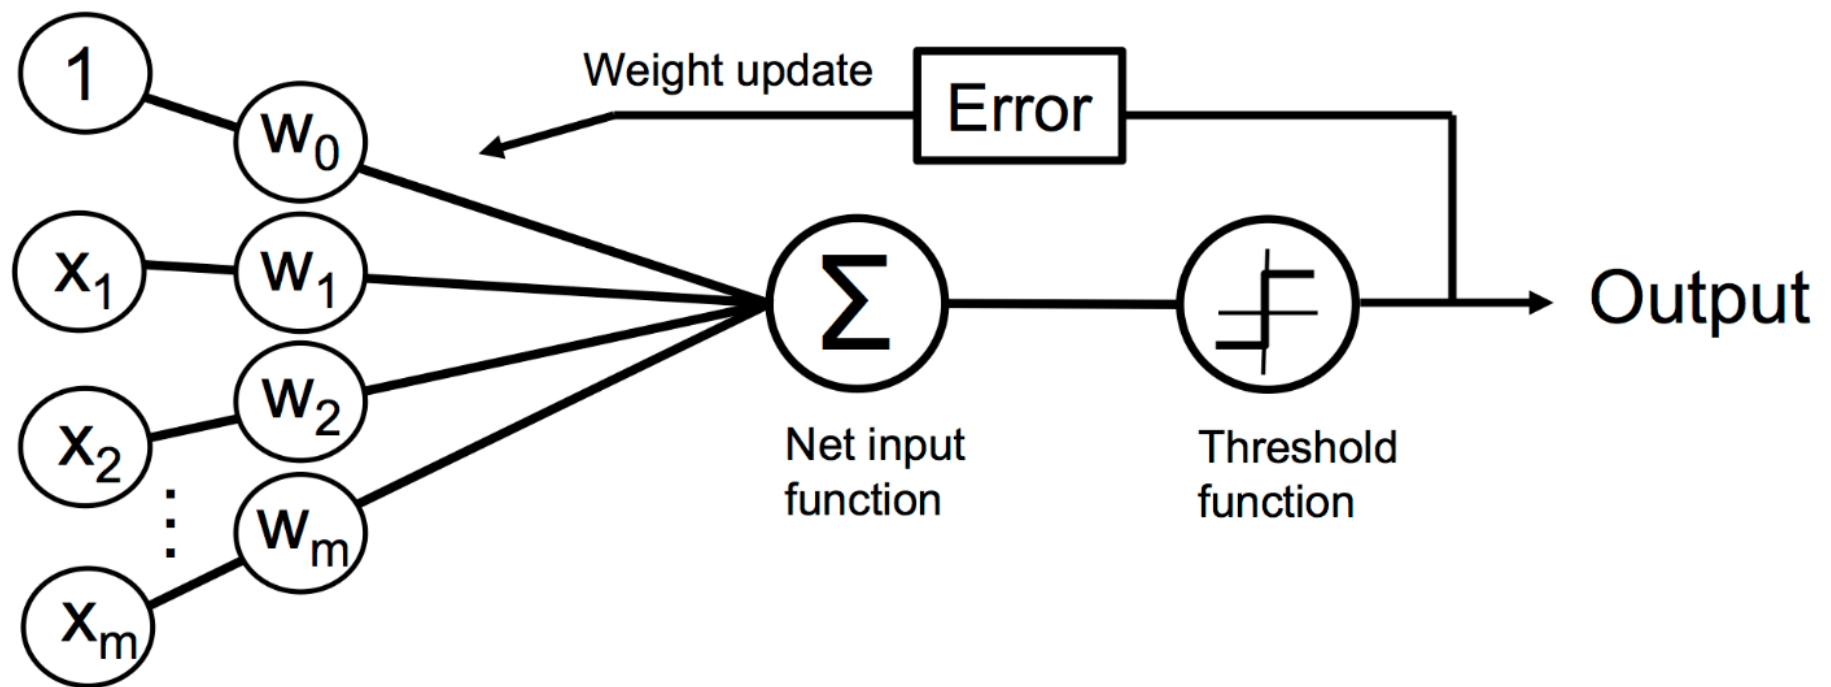 1
w₀
Weight update
Error
x₁
w₁
Σ
Output
x₂
w₂
⋮
Net input
function
Threshold
function
wₘ
xₘ